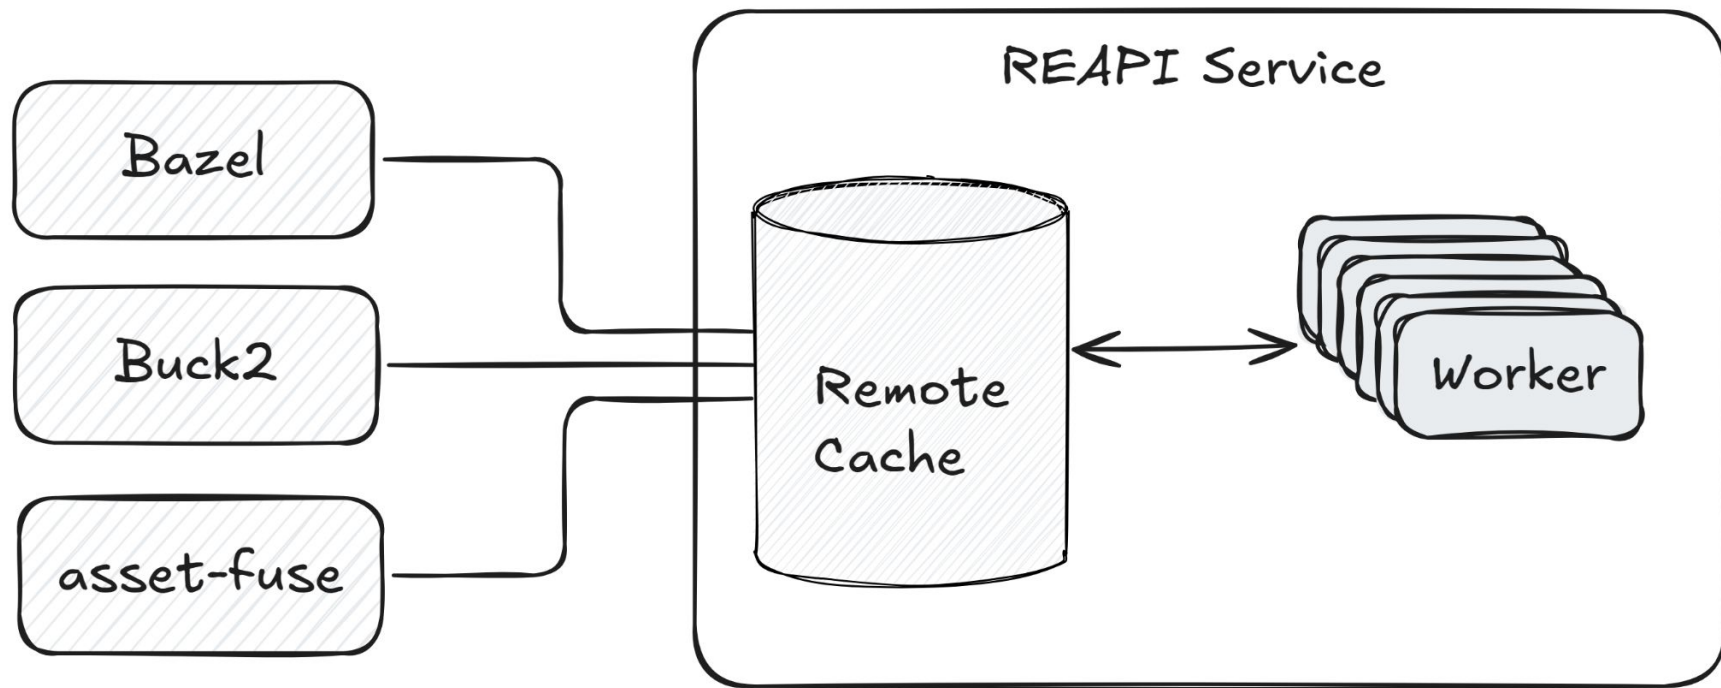 REAPI Service
Bazel
Buck2
asset-fuse
Remote
Cache
Worker